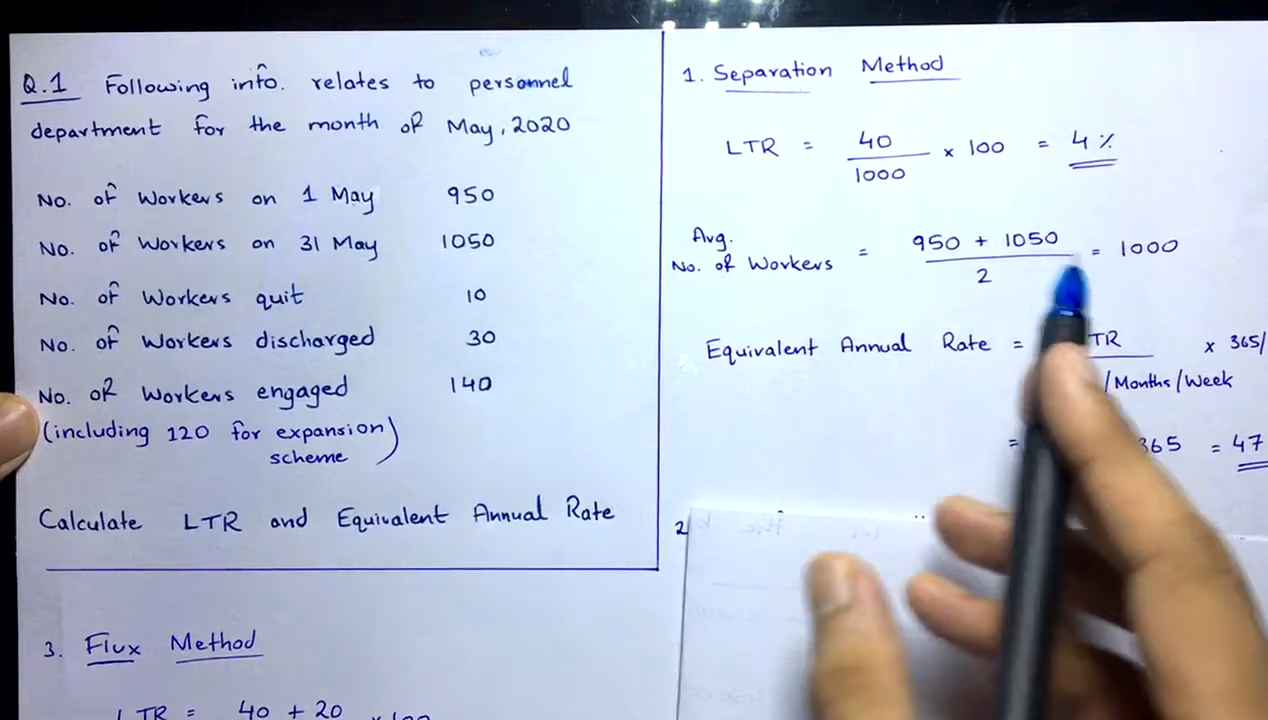 Q.1 Following info. relates to personnel
department for the month of May, 2020
No. of Workers on 1 May 950
No. of Workers on 31 May 1050
No. of Workers quit 10
No. of Workers discharged 30
No. of Workers engaged 140
(including 120 for expansion
scheme)
Calculate LTR and Equivalent Annual Rate
3. Flux Method
LTR = 40 + 20 x 100
1. Separation Method
LTR = 40 / 1000 x 100 = 4 %
Avg.
No. of Workers = 950 + 1050 / 2 = 1000
Equivalent Annual Rate = TR x 365/
/Months/Week
= 365 = 47
2